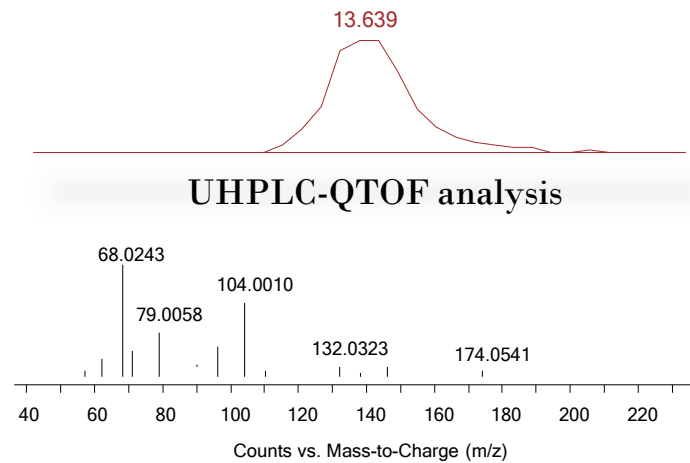 13.639
UHPLC-QTOF analysis
68.0243
104.0010
79.0058
132.0323
174.0541
40 60 80 100 120 140 160 180 200 220
Counts vs. Mass-to-Charge (m/z)